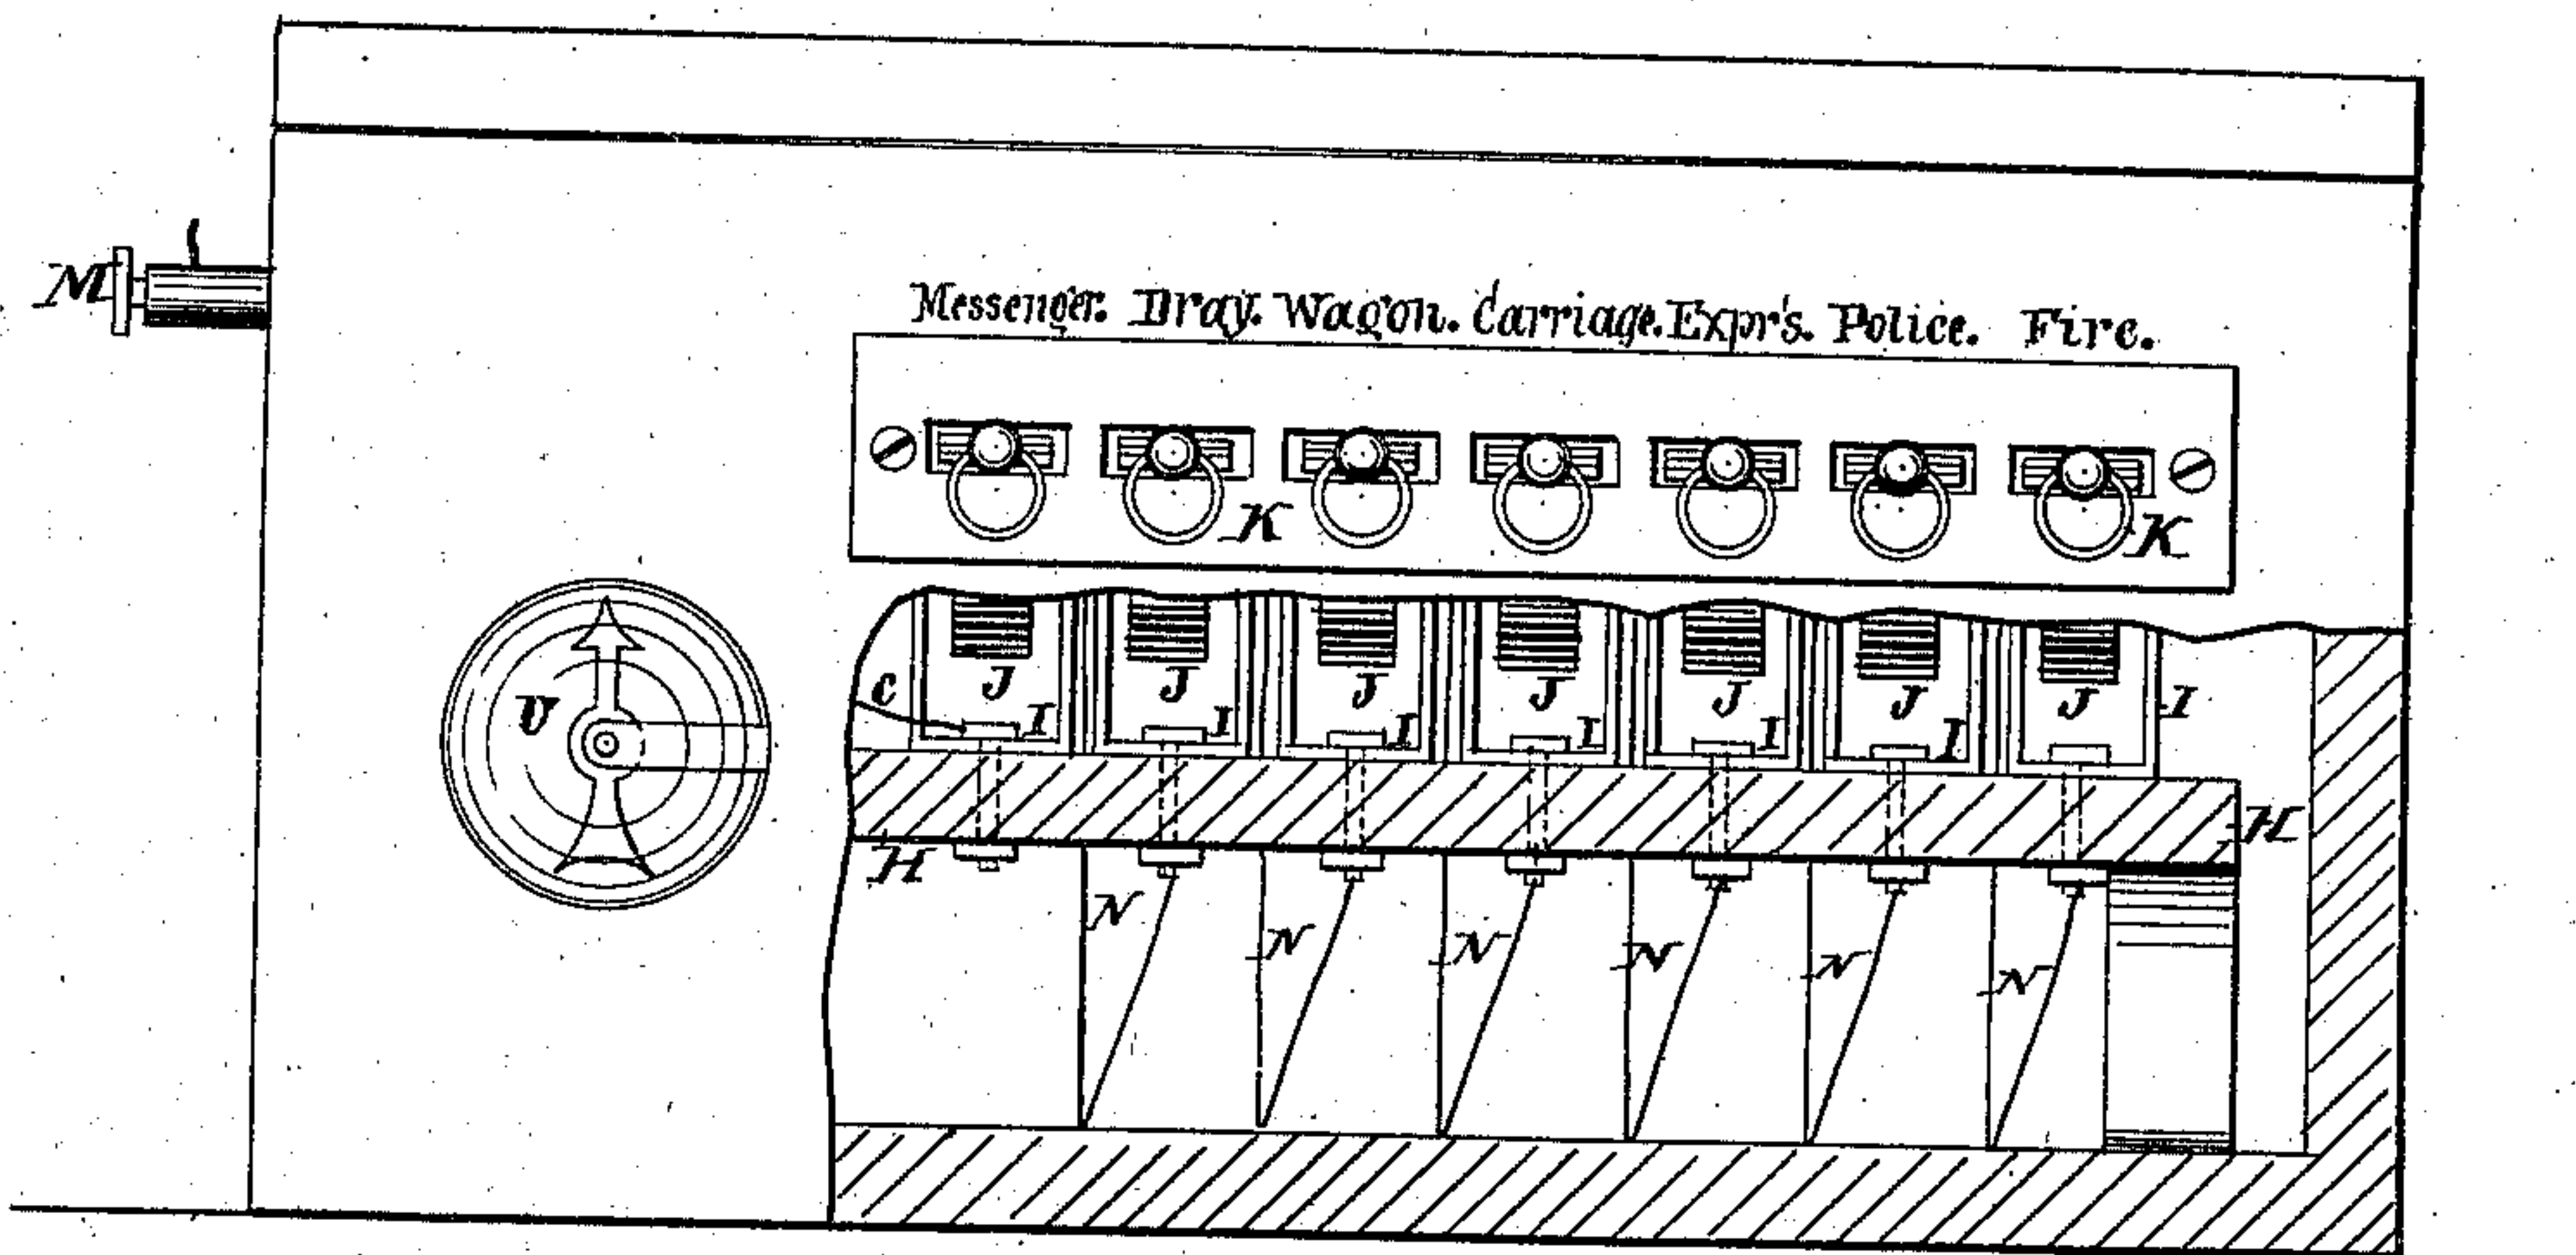 M
Messenger. Dray. Wagon. Carriage. Expr's. Police. Fire.
K K
U
C J J J J J J J
I I I I I I I
H H
N N N N N N